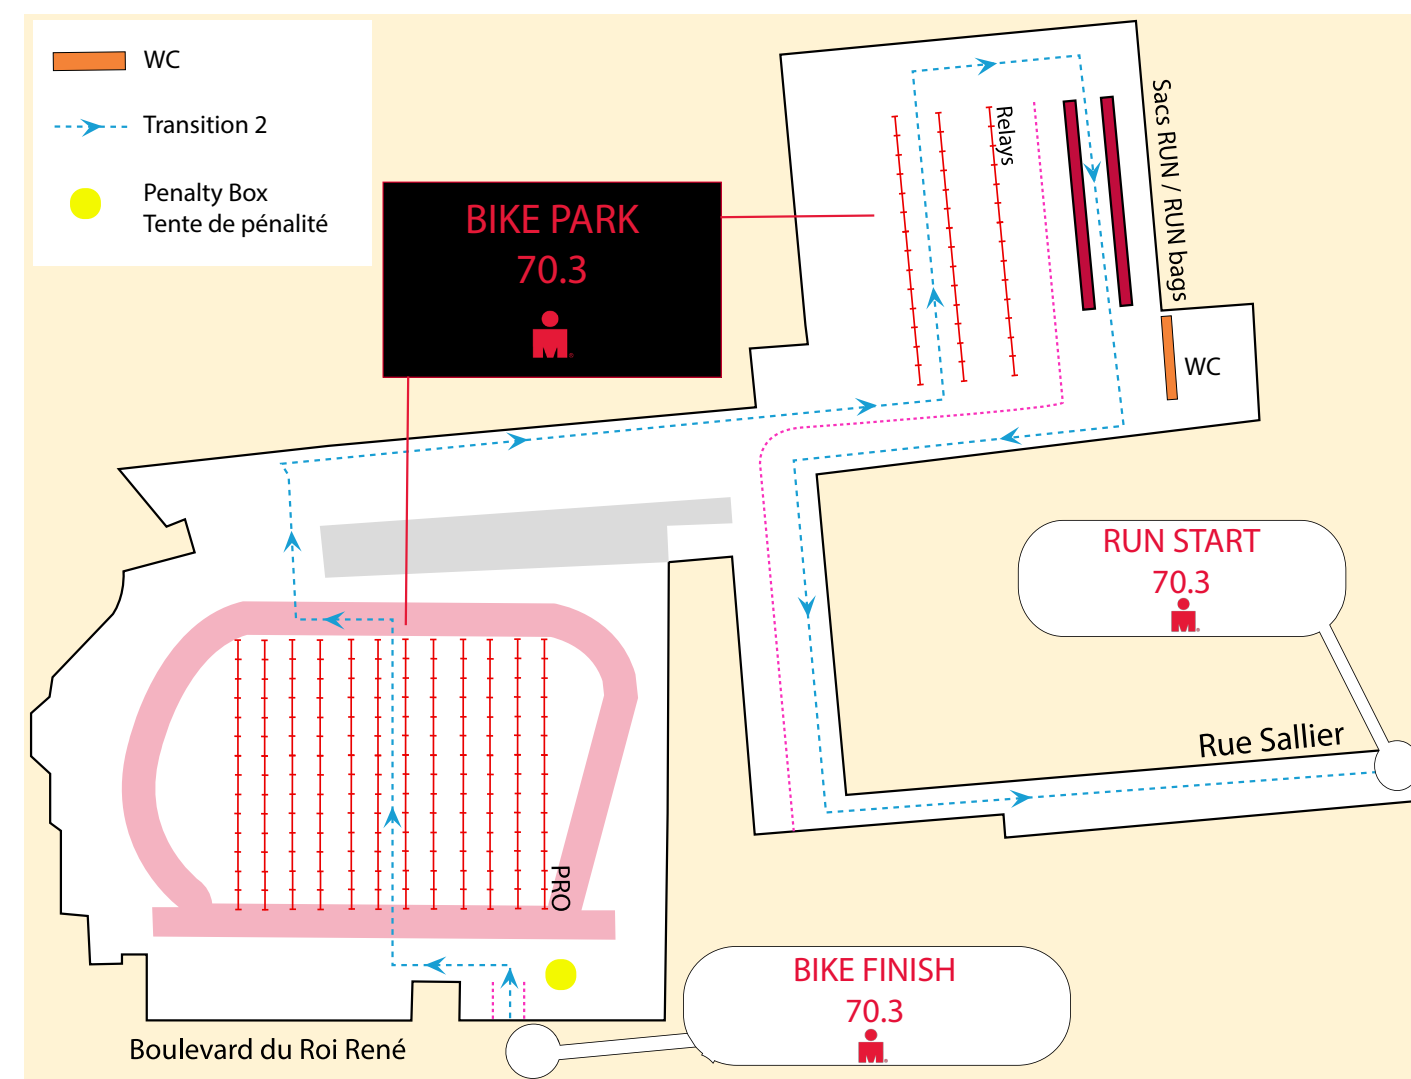 WC
Transition 2
Penalty Box
Tente de pénalité
BIKE PARK
70.3
Relays
Sacs RUN / RUN bags
WC
RUN START
70.3
Rue Sallier
PRO
BIKE FINISH
70.3
Boulevard du Roi René